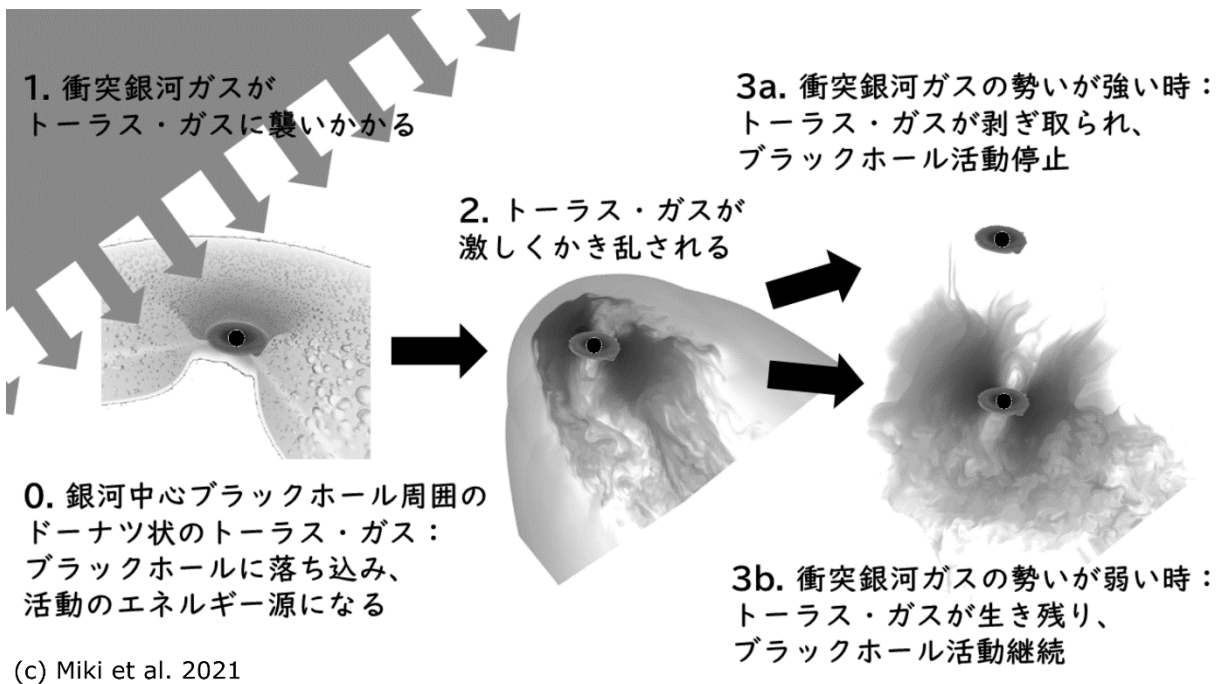 1. 衝突銀河ガスが
トーラス・ガスに襲いかかる
0. 銀河中心ブラックホール周囲の
ドーナツ状のトーラス・ガス：
ブラックホールに落ち込み、
活動のエネルギー源になる
2. トーラス・ガスが
激しくかき乱される
3a. 衝突銀河ガスの勢いが強い時：
トーラス・ガスが剥ぎ取られ、
ブラックホール活動停止
3b. 衝突銀河ガスの勢いが弱い時：
トーラス・ガスが生き残り、
ブラックホール活動継続
(c) Miki et al. 2021